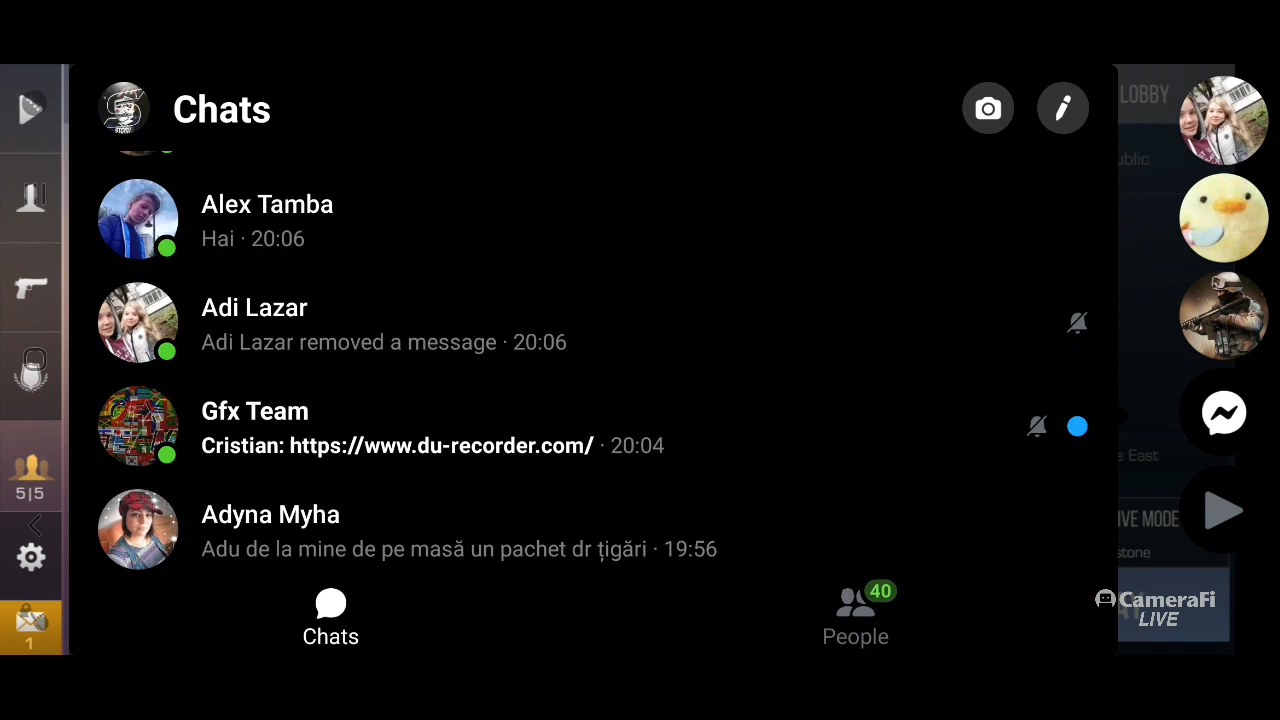 Chats
LOBBY
ublic
Alex Tamba
Hai · 20:06
Adi Lazar
Adi Lazar removed a message · 20:06
Gfx Team
Cristian: https://www.du-recorder.com/ · 20:04
e East
5|5
Adyna Myha
Adu de la mine de pe masă un pachet dr țigări · 19:56
IVE MODE
stone
40
Chats
People
CameraFi
LIVE
1